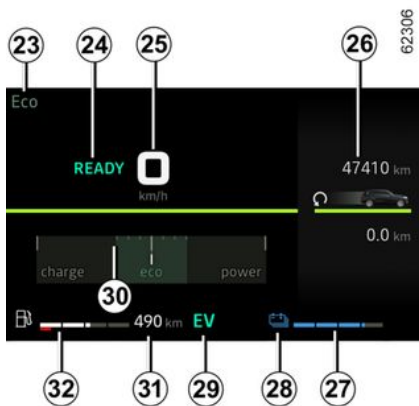 62306
23 24 25 26
Eco
READY 0
km/h
47410 km
0.0 km
charge eco power
30
490 km EV
32 31 29 28 27